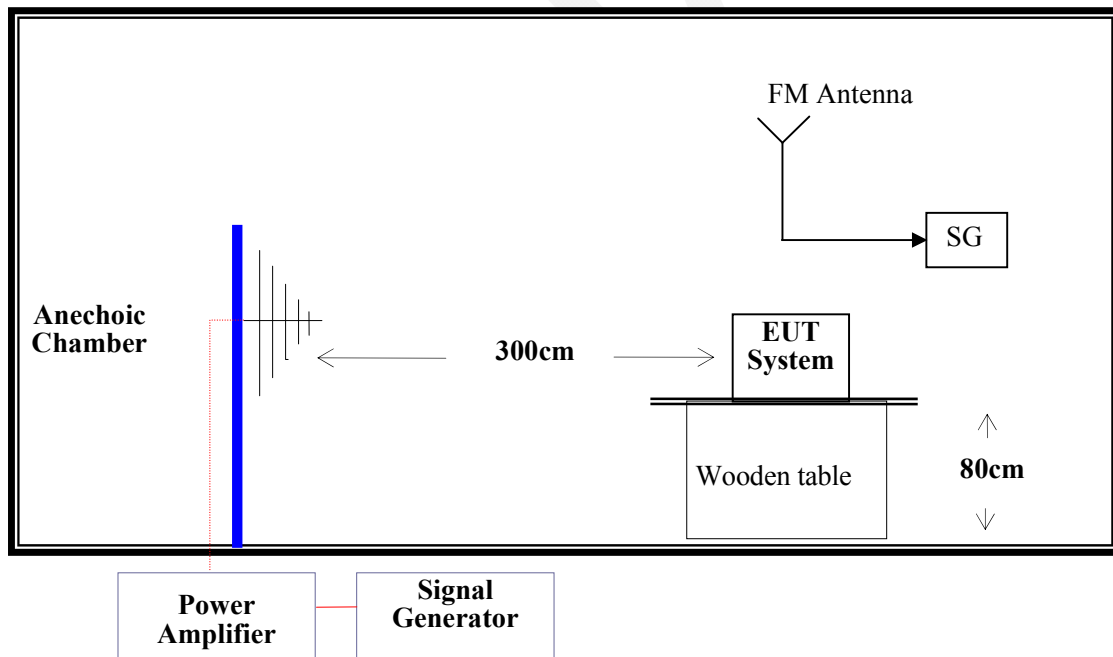 FM Antenna
SG
Anechoic
Chamber
300cm
EUT
System
Wooden table
80cm
Power
Amplifier
Signal
Generator